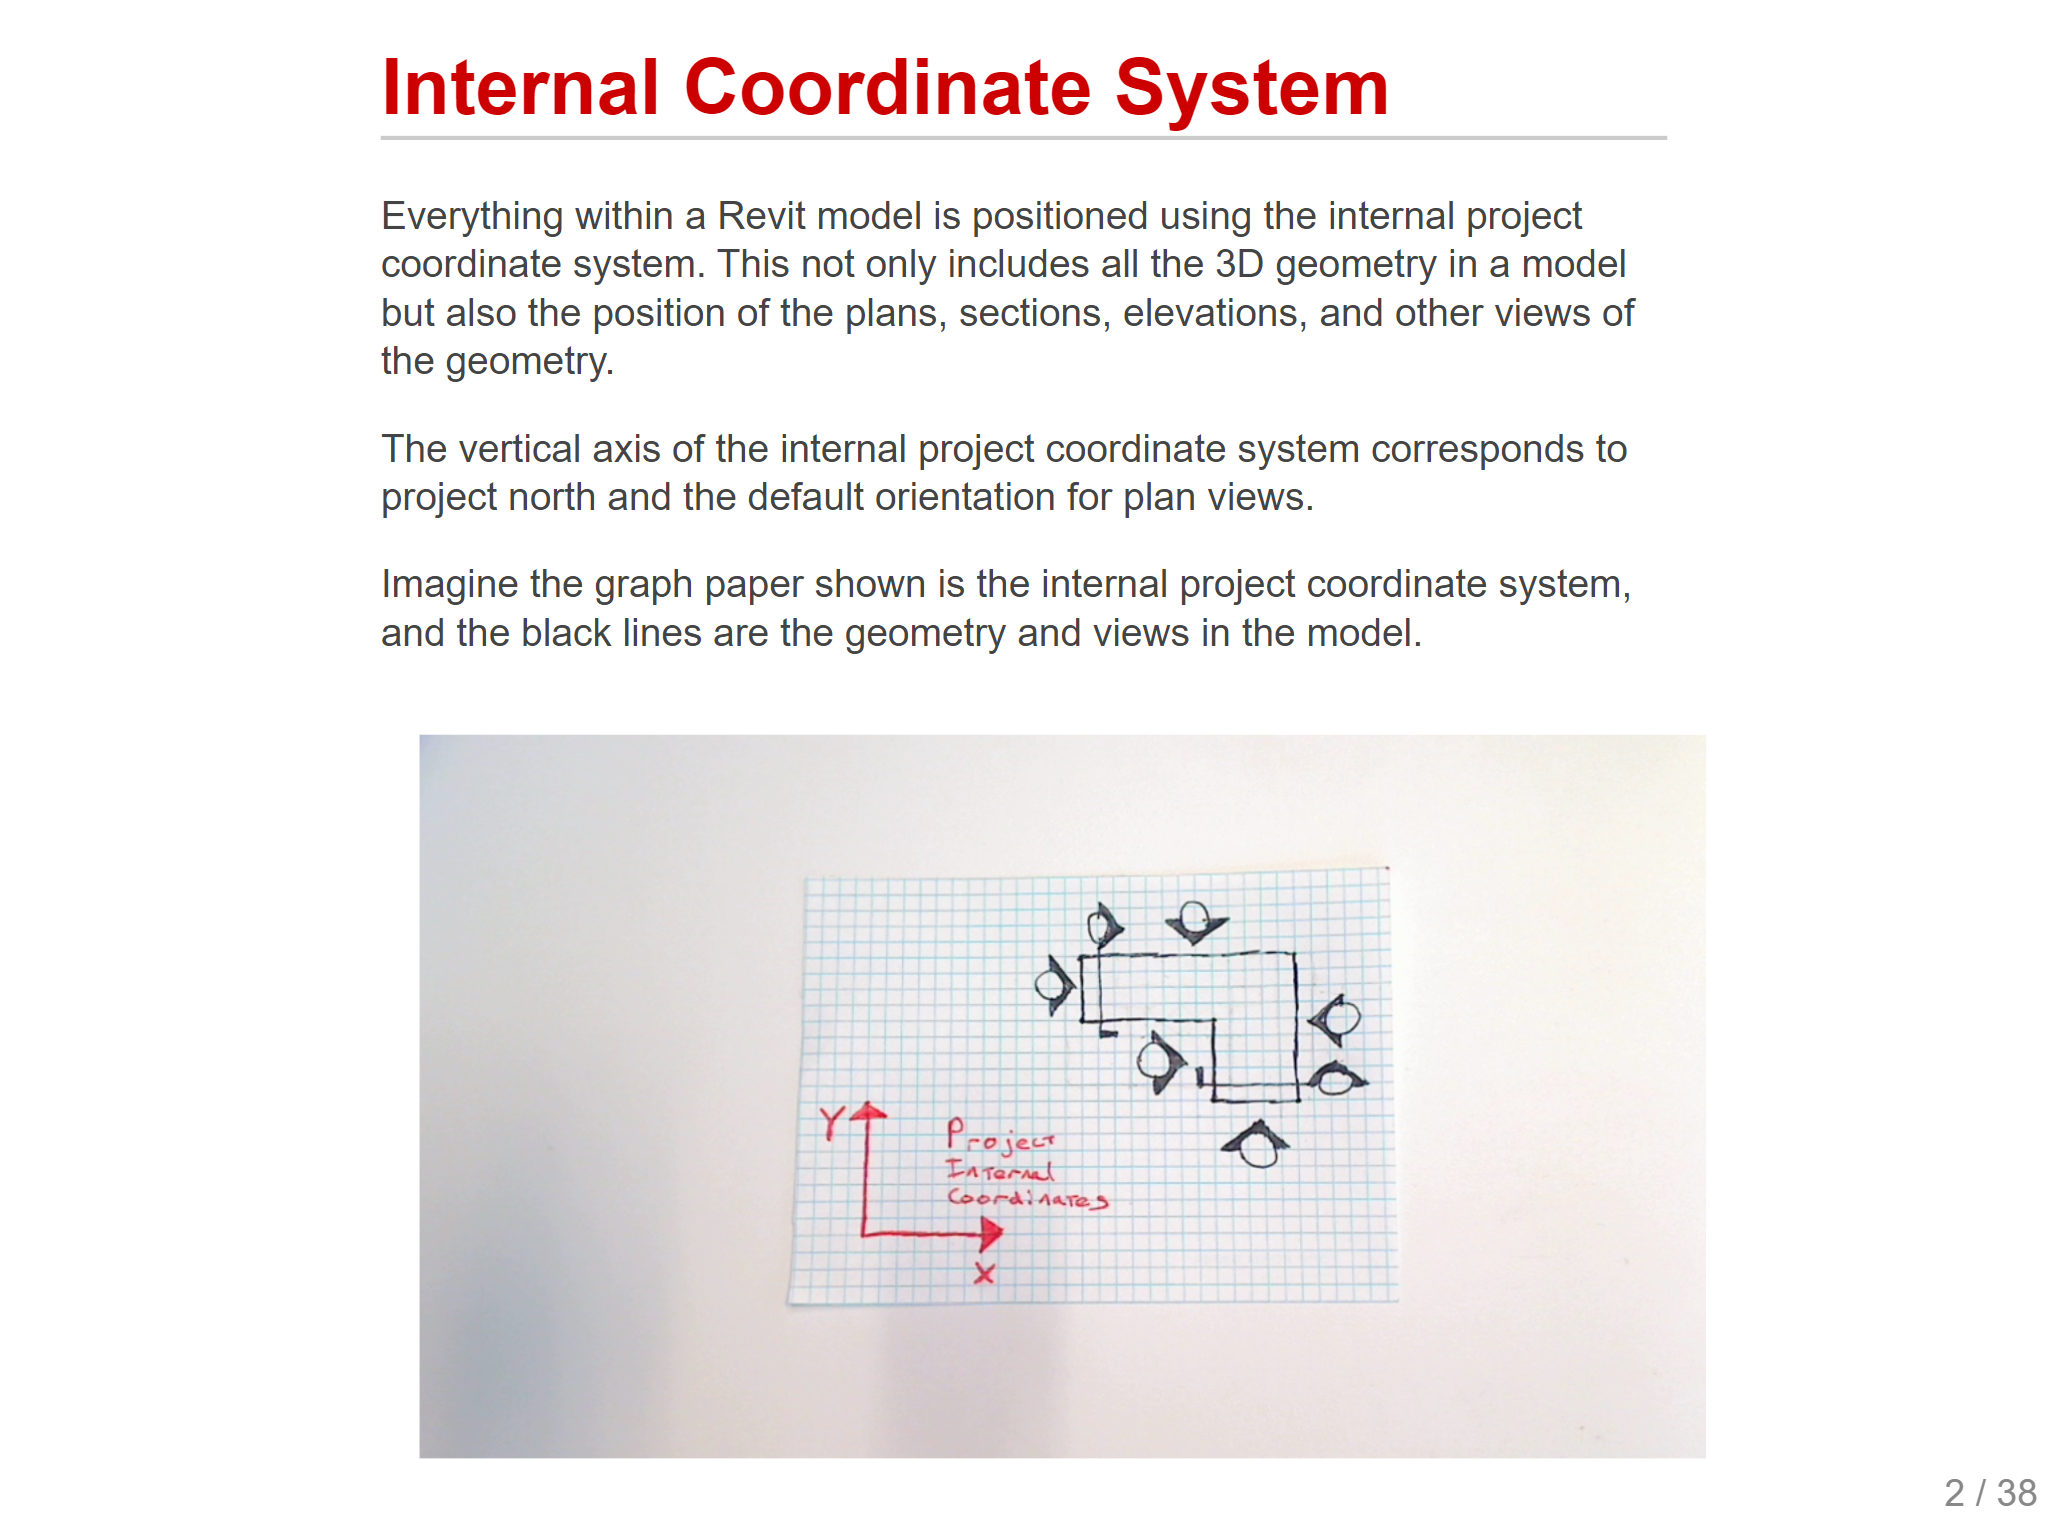 Internal Coordinate System
Everything within a Revit model is positioned using the internal project
coordinate system. This not only includes all the 3D geometry in a model
but also the position of the plans, sections, elevations, and other views of
the geometry.
The vertical axis of the internal project coordinate system corresponds to
project north and the default orientation for plan views.
Imagine the graph paper shown is the internal project coordinate system,
and the black lines are the geometry and views in the model.
Y
Project
Internal
Coordinates
X
2 / 38